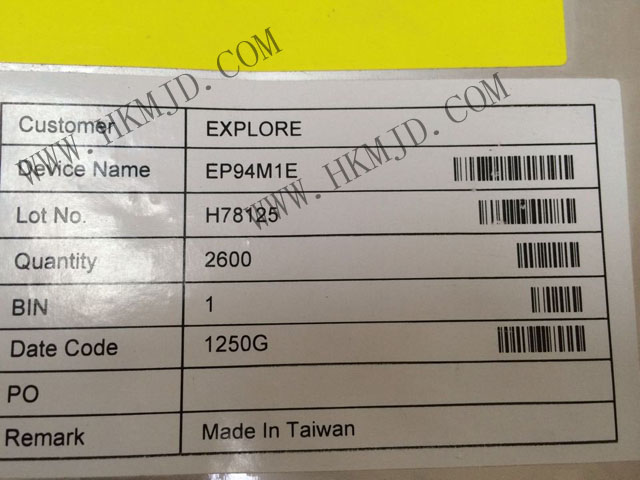 WWW.HKMJD.COM
WWW.HKMJD.COM
Customer EXPLORE
Device Name EP94M1E
Lot No. H78125
Quantity 2600
BIN 1
Date Code 1250G
PO
Remark Made In Taiwan